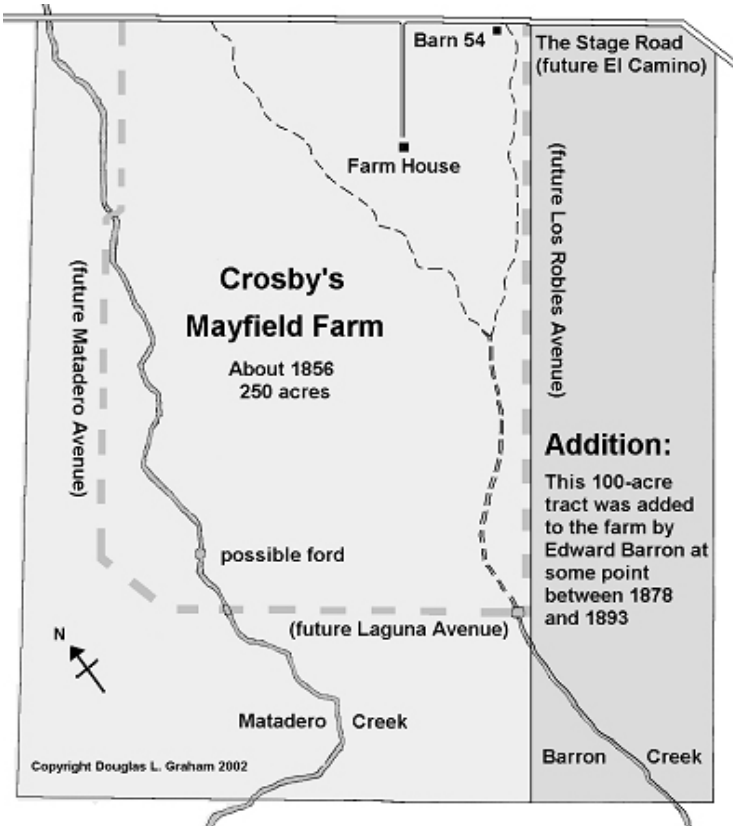 Barn 54
The Stage Road
(future El Camino)
Farm House
(future Los Robles Avenue)
Crosby's
Mayfield Farm
About 1856
250 acres
(future Matadero Avenue)
Addition:
This 100-acre
tract was added
to the farm by
Edward Barron at
some point
between 1878
and 1893
possible ford
(future Laguna Avenue)
N
Matadero Creek
Barron Creek
Copyright Douglas L. Graham 2002